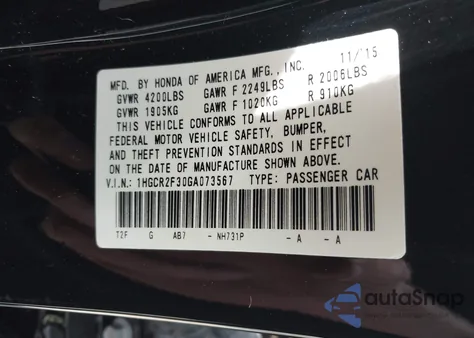 MFD. BY HONDA OF AMERICA MFG., INC. 11/15
GVWR 4200LBS GAWR F 2249LBS R 2006LBS
GVWR 1905KG GAWR F 1020KG R 910KG
THIS VEHICLE CONFORMS TO ALL APPLICABLE
FEDERAL MOTOR VEHICLE SAFETY, BUMPER,
AND THEFT PREVENTION STANDARDS IN EFFECT
ON THE DATE OF MANUFACTURE SHOWN ABOVE.
V.I.N.: 1HGCR2F30GA073567 TYPE: PASSENGER CAR
T2F G AB7 - NH731P - A - A
autoSnap